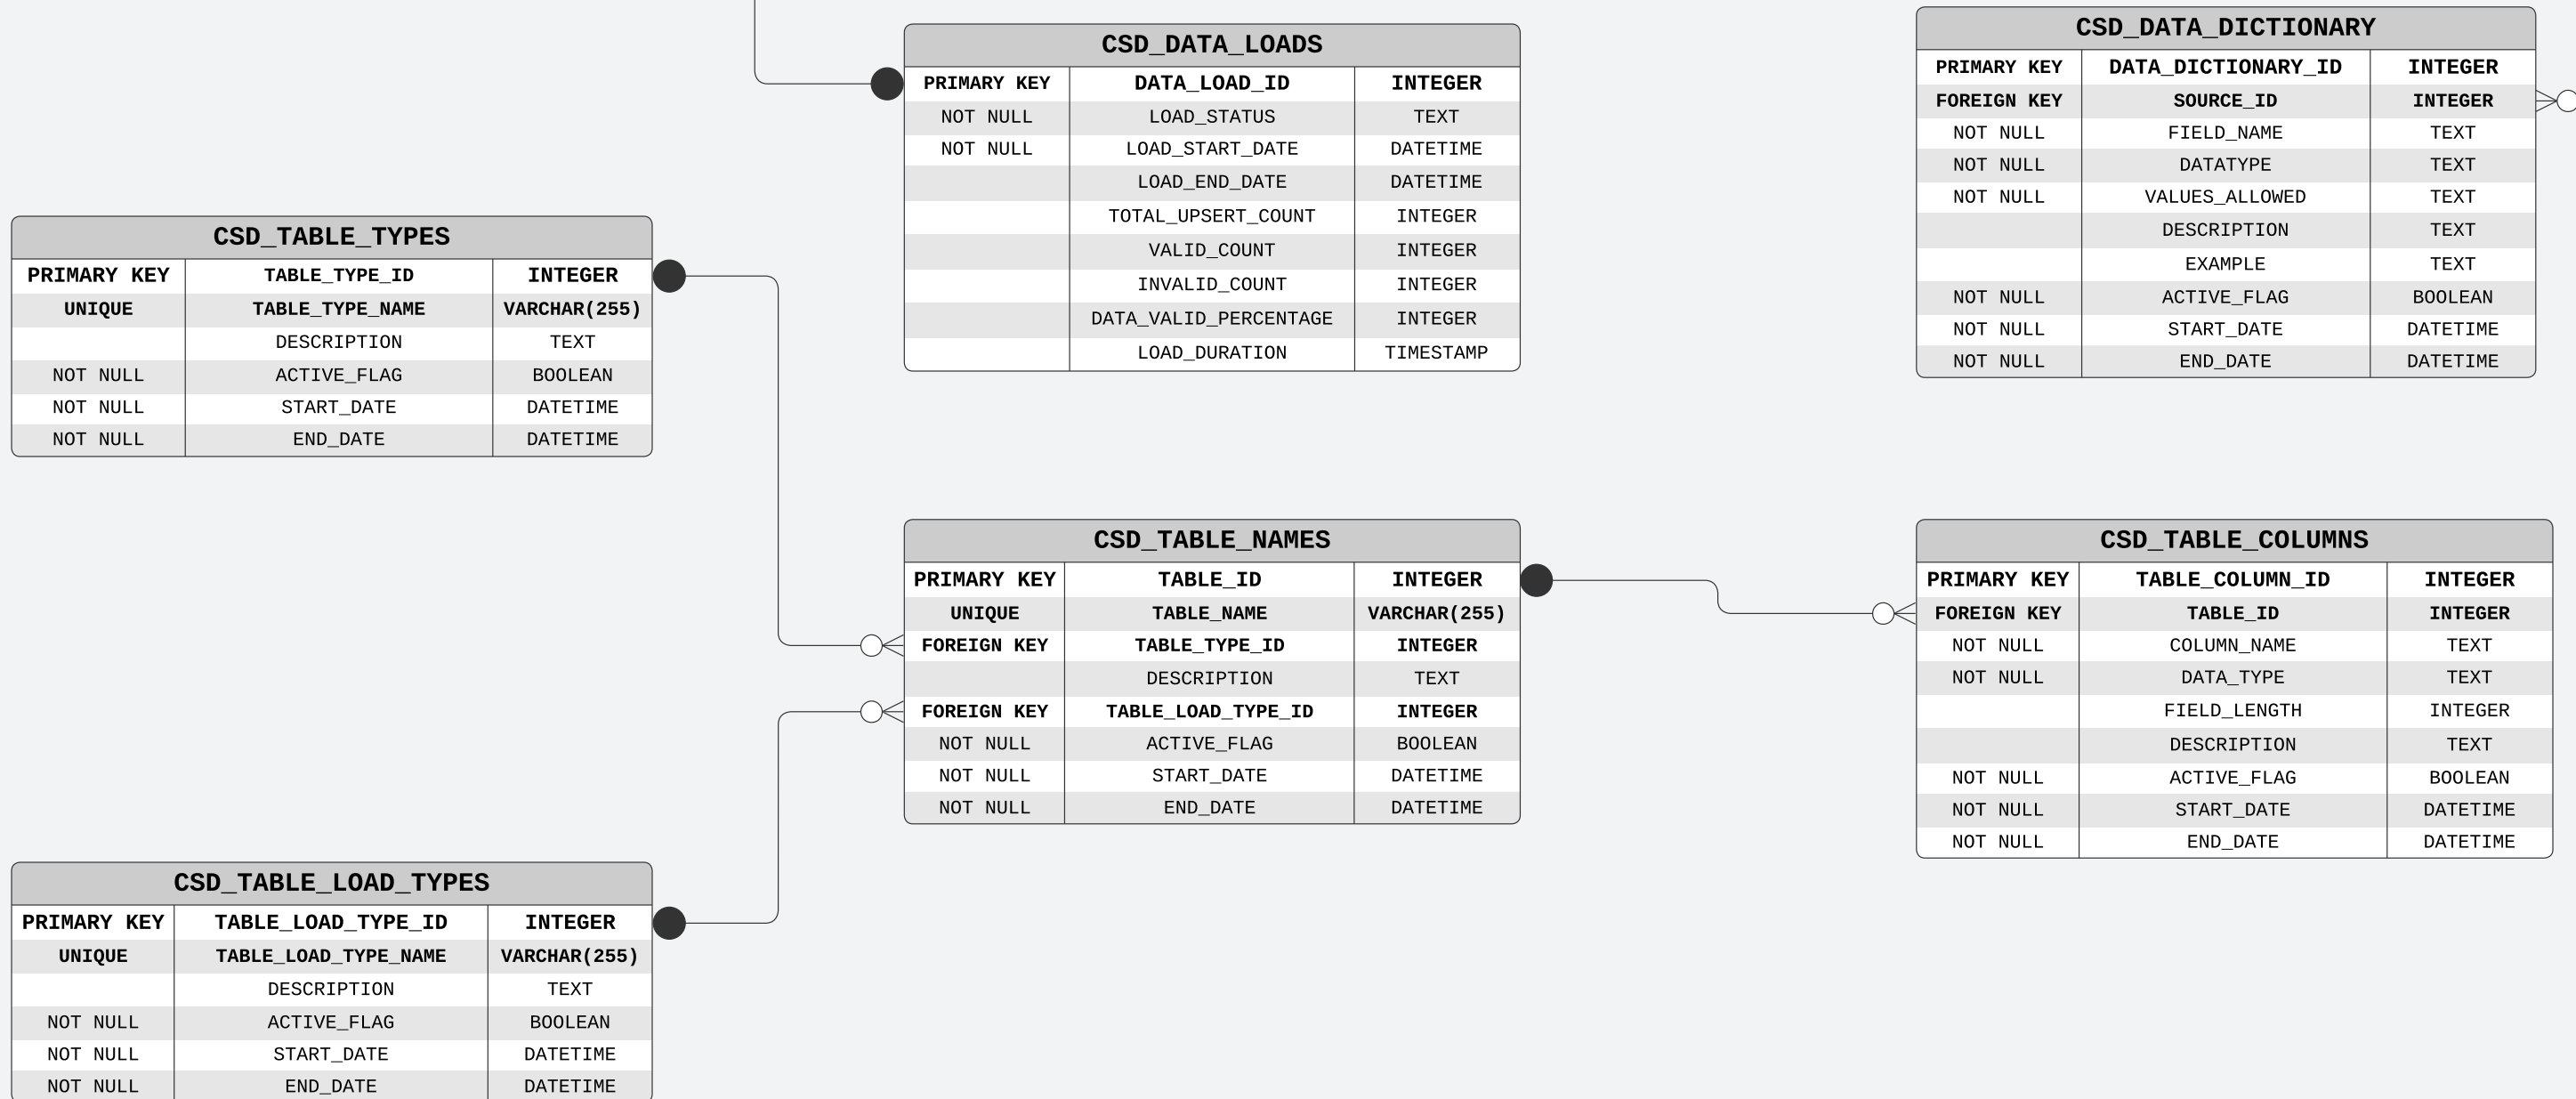 CSD_DATA_LOADS
PRIMARY KEY DATA_LOAD_ID INTEGER
NOT NULL LOAD_STATUS TEXT
NOT NULL LOAD_START_DATE DATETIME
LOAD_END_DATE DATETIME
TOTAL_UPSERT_COUNT INTEGER
VALID_COUNT INTEGER
INVALID_COUNT INTEGER
DATA_VALID_PERCENTAGE INTEGER
LOAD_DURATION TIMESTAMP
CSD_DATA_DICTIONARY
PRIMARY KEY DATA_DICTIONARY_ID INTEGER
FOREIGN KEY SOURCE_ID INTEGER
NOT NULL FIELD_NAME TEXT
NOT NULL DATATYPE TEXT
NOT NULL VALUES_ALLOWED TEXT
DESCRIPTION TEXT
EXAMPLE TEXT
NOT NULL ACTIVE_FLAG BOOLEAN
NOT NULL START_DATE DATETIME
NOT NULL END_DATE DATETIME
CSD_TABLE_TYPES
PRIMARY KEY TABLE_TYPE_ID INTEGER
UNIQUE TABLE_TYPE_NAME VARCHAR(255)
DESCRIPTION TEXT
NOT NULL ACTIVE_FLAG BOOLEAN
NOT NULL START_DATE DATETIME
NOT NULL END_DATE DATETIME
CSD_TABLE_NAMES
PRIMARY KEY TABLE_ID INTEGER
UNIQUE TABLE_NAME VARCHAR(255)
FOREIGN KEY TABLE_TYPE_ID INTEGER
DESCRIPTION TEXT
FOREIGN KEY TABLE_LOAD_TYPE_ID INTEGER
NOT NULL ACTIVE_FLAG BOOLEAN
NOT NULL START_DATE DATETIME
NOT NULL END_DATE DATETIME
CSD_TABLE_COLUMNS
PRIMARY KEY TABLE_COLUMN_ID INTEGER
FOREIGN KEY TABLE_ID INTEGER
NOT NULL COLUMN_NAME TEXT
NOT NULL DATA_TYPE TEXT
FIELD_LENGTH INTEGER
DESCRIPTION TEXT
NOT NULL ACTIVE_FLAG BOOLEAN
NOT NULL START_DATE DATETIME
NOT NULL END_DATE DATETIME
CSD_TABLE_LOAD_TYPES
PRIMARY KEY TABLE_LOAD_TYPE_ID INTEGER
UNIQUE TABLE_LOAD_TYPE_NAME VARCHAR(255)
DESCRIPTION TEXT
NOT NULL ACTIVE_FLAG BOOLEAN
NOT NULL START_DATE DATETIME
NOT NULL END_DATE DATETIME